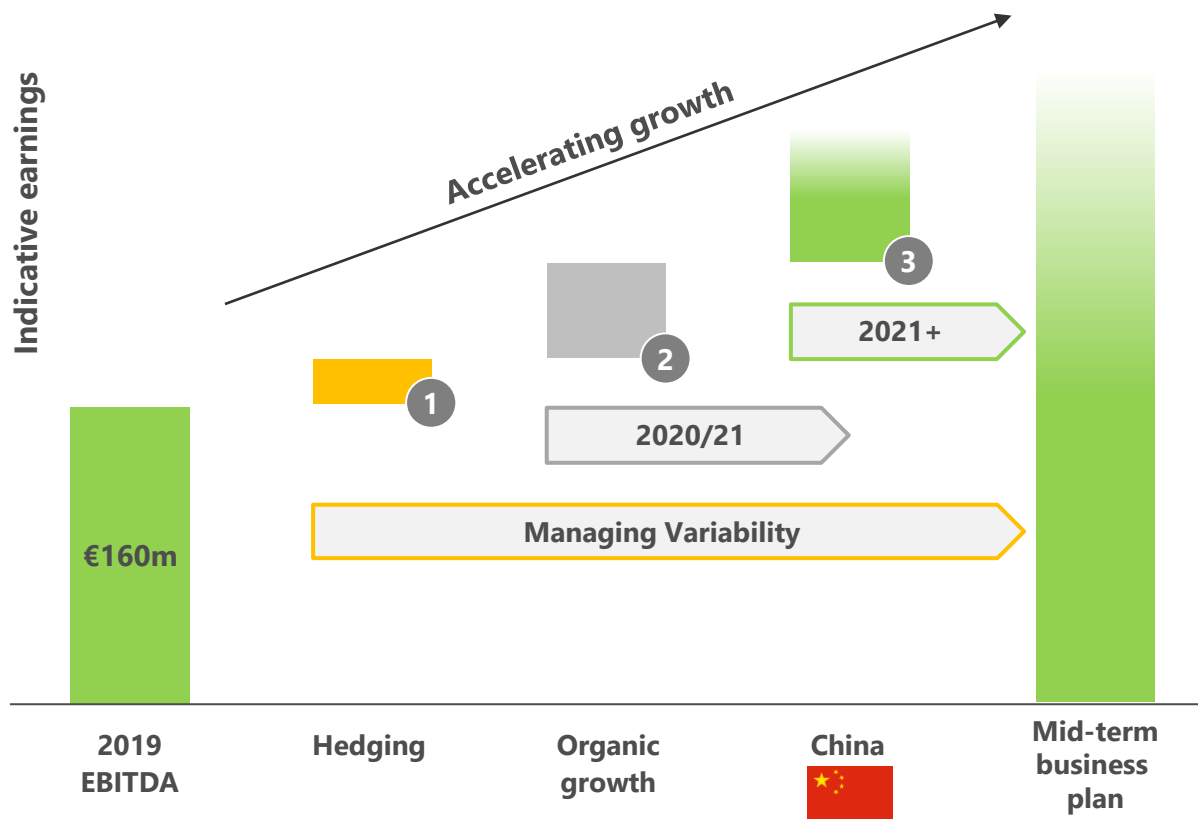 Indicative earnings
Accelerating growth
3
2021+
2
1
2020/21
Managing Variability
€160m
2019
EBITDA
Hedging
Organic
growth
China
Mid-term
business
plan